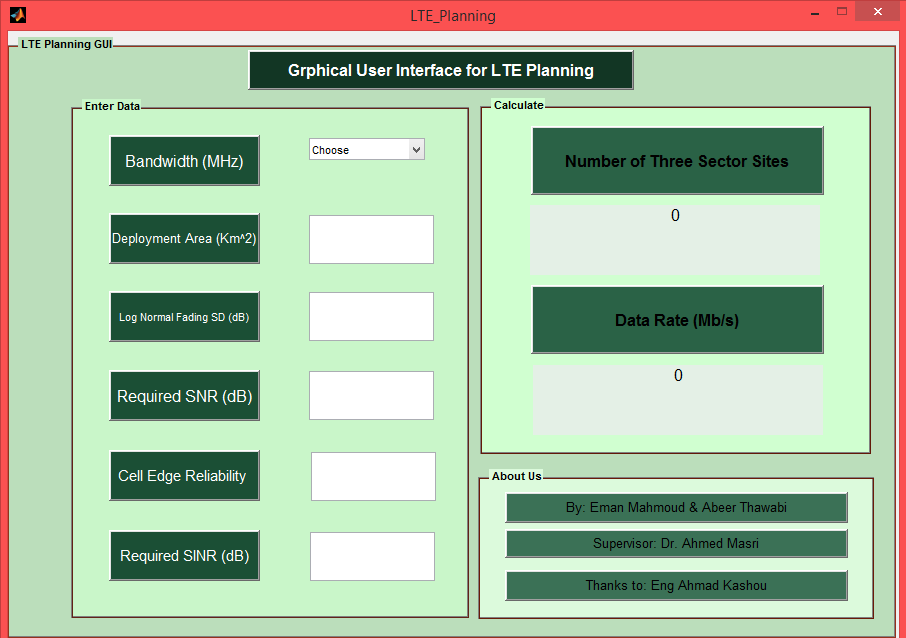 LTE_Planning
LTE Planning GUI
Grphical User Interface for LTE Planning
Enter Data
Bandwidth (MHz)
Choose
Deployment Area (Km^2)
Log Normal Fading SD (dB)
Required SNR (dB)
Cell Edge Reliability
Required SINR (dB)
Calculate
Number of Three Sector Sites
0
Data Rate (Mb/s)
0
About Us
By: Eman Mahmoud & Abeer Thawabi
Supervisor: Dr. Ahmed Masri
Thanks to: Eng Ahmad Kashou